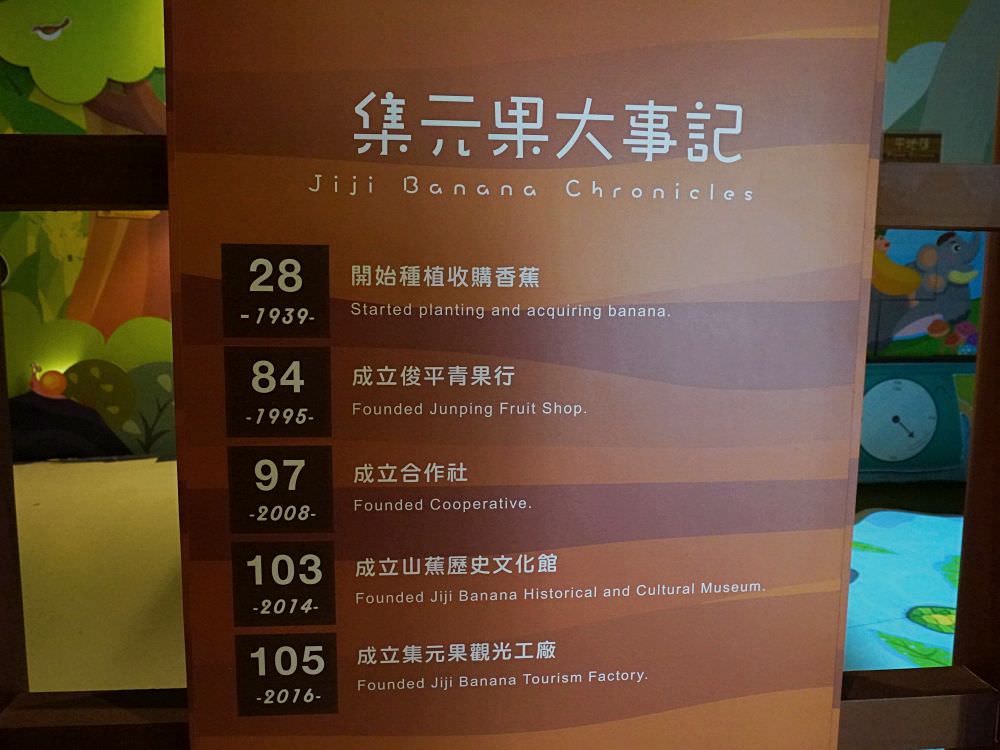 集元果大事記
Jiji Banana Chronicles
28
-1939-
開始種植收購香蕉
Started planting and acquiring banana.
84
-1995-
成立俊平青果行
Founded Junping Fruit Shop.
97
-2008-
成立合作社
Founded Cooperative.
103
-2014-
成立山蕉歷史文化館
Founded Jiji Banana Historical and Cultural Museum.
105
-2016-
成立集元果觀光工廠
Founded Jiji Banana Tourism Factory.